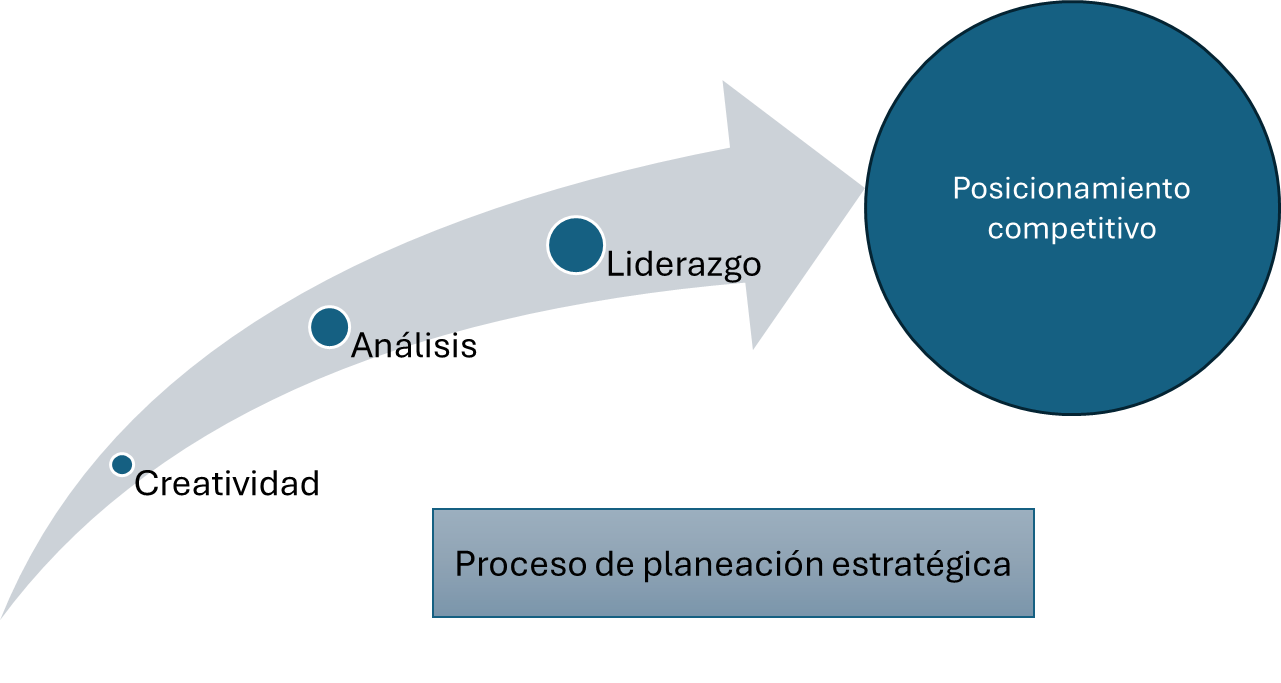 Posicionamiento
competitivo
Liderazgo
Análisis
Creatividad
Proceso de planeación estratégica